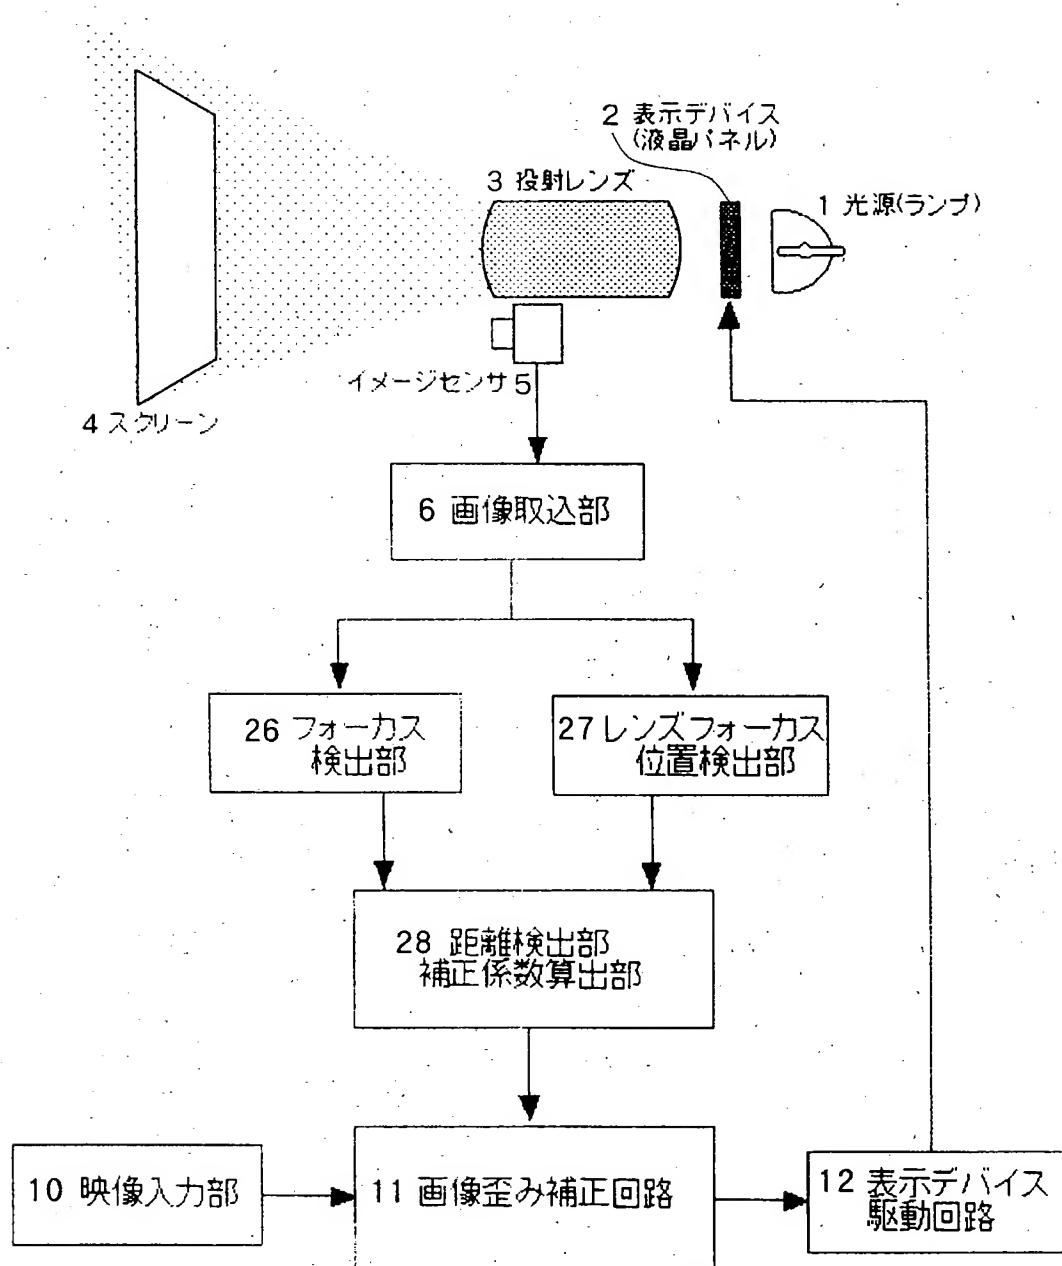 2 表示デバイス
(液晶パネル)
3 投射レンズ
1 光源(ランプ)
イメージセンサ 5
4 スクリーン
6 画像取込部
26 フォーカス
検出部
27 レンズフォーカス
位置検出部
28 距離検出部
補正係数算出部
10 映像入力部
11 画像歪み補正回路
12 表示デバイス
駆動回路